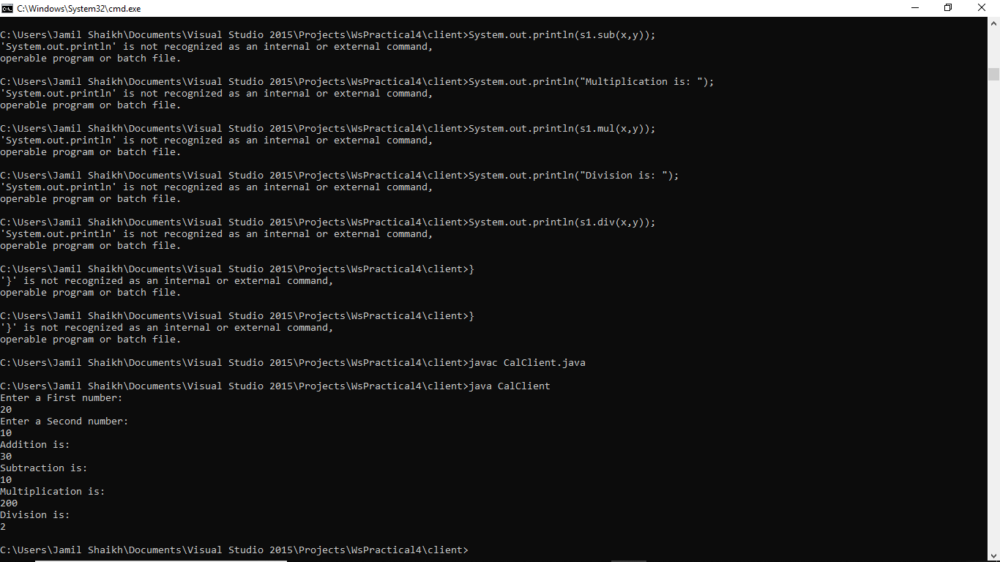 C:\Windows\System32\cmd.exe
C:\Users\Jamil Shaikh\Documents\Visual Studio 2015\Projects\WsPractical4\client>System.out.println(s1.sub(x,y));
'System.out.println' is not recognized as an internal or external command,
operable program or batch file.
C:\Users\Jamil Shaikh\Documents\Visual Studio 2015\Projects\WsPractical4\client>System.out.println("Multiplication is: ");
'System.out.println' is not recognized as an internal or external command,
operable program or batch file.
C:\Users\Jamil Shaikh\Documents\Visual Studio 2015\Projects\WsPractical4\client>System.out.println(s1.mul(x,y));
'System.out.println' is not recognized as an internal or external command,
operable program or batch file.
C:\Users\Jamil Shaikh\Documents\Visual Studio 2015\Projects\WsPractical4\client>System.out.println("Division is: ");
'System.out.println' is not recognized as an internal or external command,
operable program or batch file.
C:\Users\Jamil Shaikh\Documents\Visual Studio 2015\Projects\WsPractical4\client>System.out.println(s1.div(x,y));
'System.out.println' is not recognized as an internal or external command,
operable program or batch file.
C:\Users\Jamil Shaikh\Documents\Visual Studio 2015\Projects\WsPractical4\client>}
'}' is not recognized as an internal or external command,
operable program or batch file.
C:\Users\Jamil Shaikh\Documents\Visual Studio 2015\Projects\WsPractical4\client>}
'}' is not recognized as an internal or external command,
operable program or batch file.
C:\Users\Jamil Shaikh\Documents\Visual Studio 2015\Projects\WsPractical4\client>javac CalClient.java
C:\Users\Jamil Shaikh\Documents\Visual Studio 2015\Projects\WsPractical4\client>java CalClient
Enter a First number:
20
Enter a Second number:
10
Addition is:
30
Subtraction is:
10
Multiplication is:
200
Division is:
2
C:\Users\Jamil Shaikh\Documents\Visual Studio 2015\Projects\WsPractical4\client>